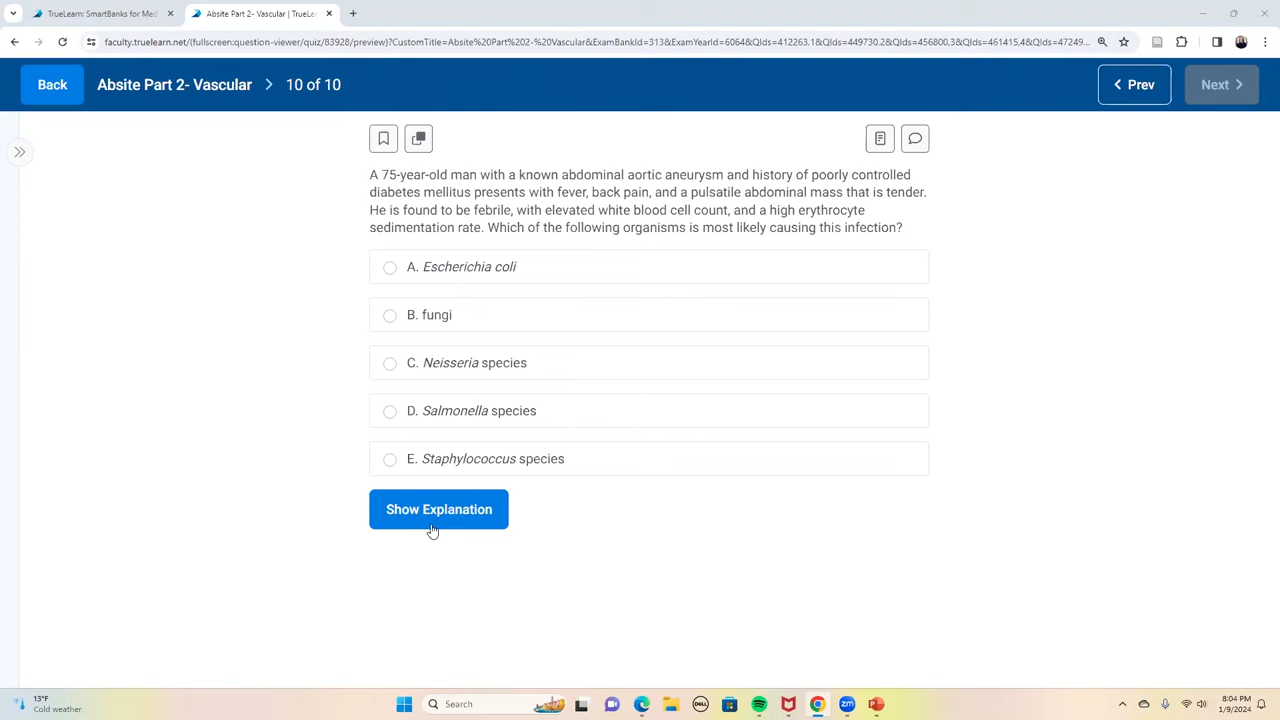 TrueLearn: SmartBanks for Med
Absite Part 2- Vascular | TrueLe
faculty.truelearn.net/(fullscreen:question-viewer/quiz/83928/preview)?CustomTitle=Absite%20Part%202-%20Vascular&ExamBankId=313&ExamYearId=6064&QIds=412263,1&QIds=449730,2&QIds=456800,3&QIds=461415,4&QIds=47249...
Back
Absite Part 2- Vascular > 10 of 10
Prev
Next
A 75-year-old man with a known abdominal aortic aneurysm and history of poorly controlled
diabetes mellitus presents with fever, back pain, and a pulsatile abdominal mass that is tender.
He is found to be febrile, with elevated white blood cell count, and a high erythrocyte
sedimentation rate. Which of the following organisms is most likely causing this infection?
A. Escherichia coli
B. fungi
C. Neisseria species
D. Salmonella species
E. Staphylococcus species
Show Explanation
13°F
Cold weather
Search
DELL
zm
8:04 PM
1/9/2024